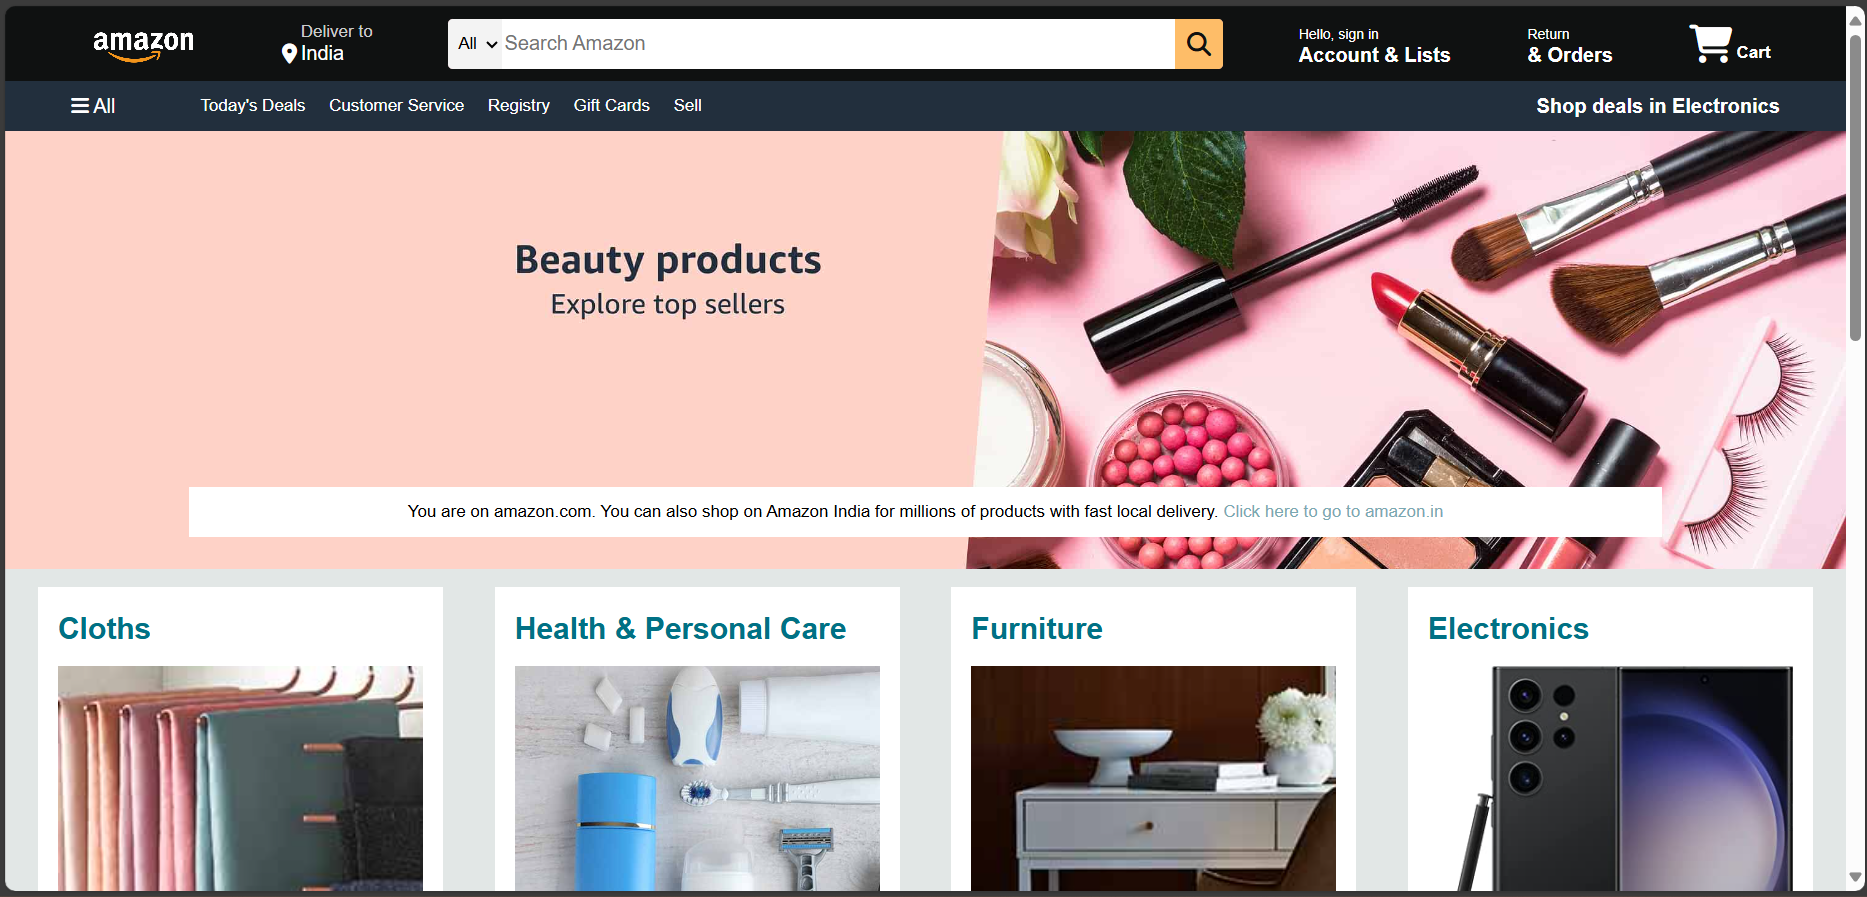 amazon
Deliver to
India
All
Search Amazon
Hello, sign in
Account & Lists
Return
& Orders
Cart
All
Today's Deals
Customer Service
Registry
Gift Cards
Sell
Shop deals in Electronics
Beauty products
Explore top sellers
You are on amazon.com. You can also shop on Amazon India for millions of products with fast local delivery. Click here to go to amazon.in
Cloths
Health & Personal Care
Furniture
Electronics